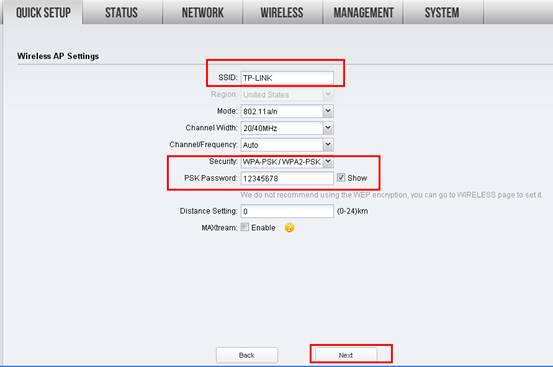 QUICK SETUP STATUS NETWORK WIRELESS MANAGEMENT SYSTEM
Wireless AP Settings
SSID: TP-LINK
Region: United States
Mode: 802.11a/n
Channel Width: 20/40MHz
Channel/Frequency: Auto
Security: WPA-PSK / WPA2-PSK
PSK Password: 12345678 Show
We do not recommend using the WEP encryption, you can go to WIRELESS page to set it.
Distance Setting: 0 (0-24)km
MAXtream: Enable ?
Back Next